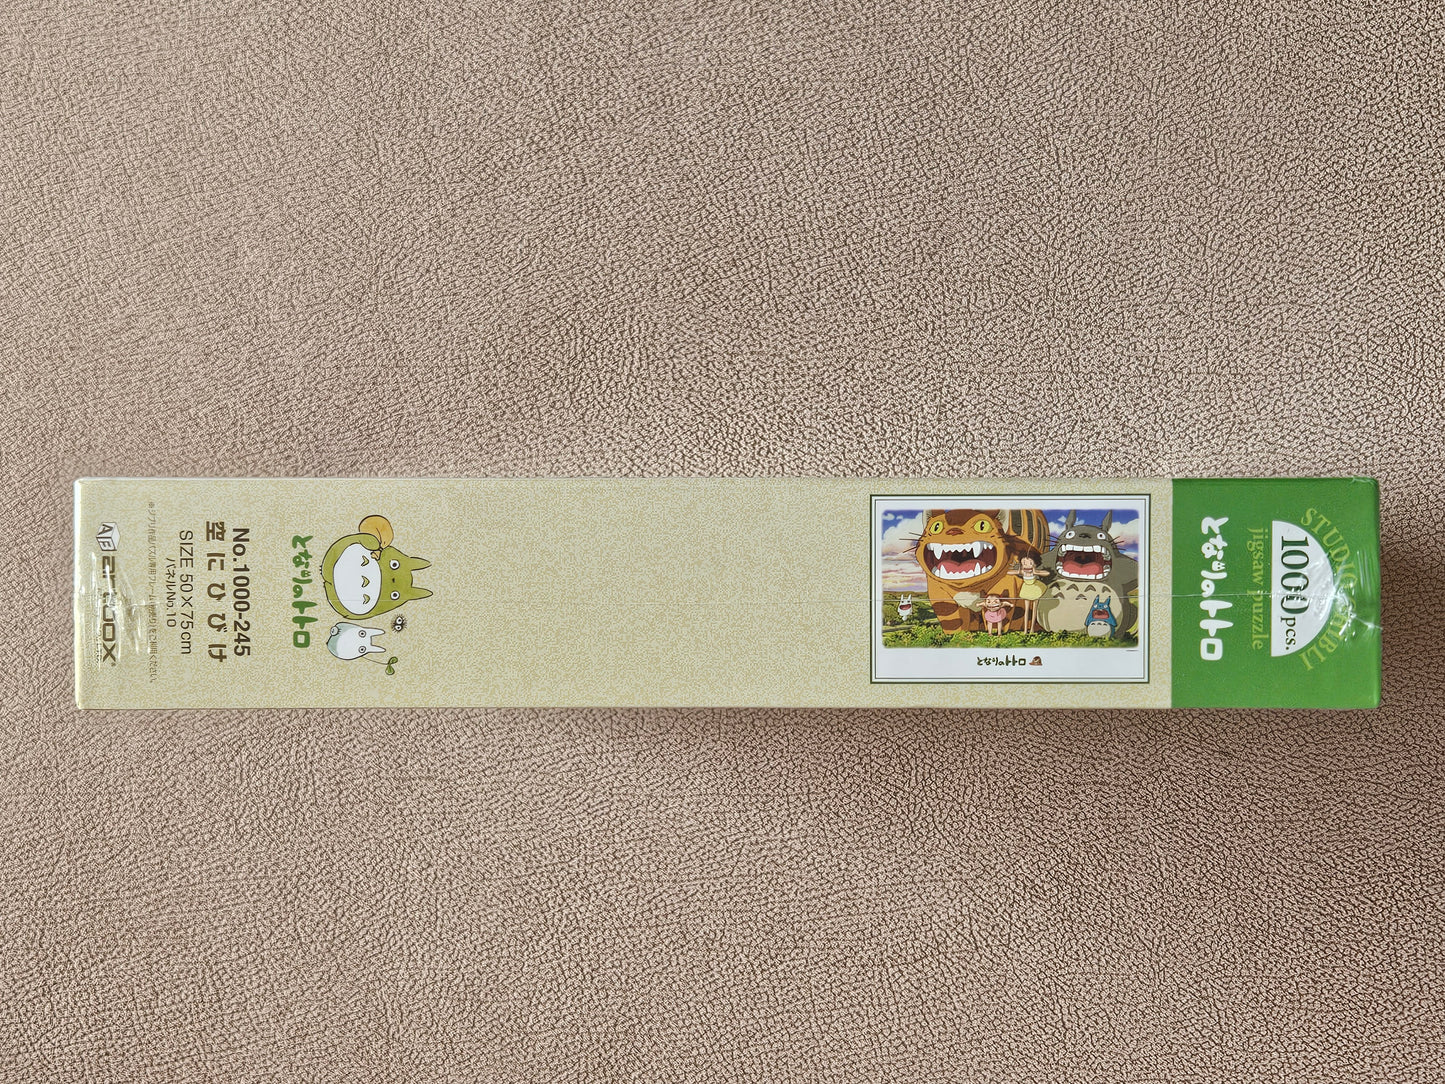 STUDIO GHIBLI
jigsaw puzzle
1000pcs.
となりのトトロ
となりのトトロ
となりのトトロ
No.1000-245
空にひびけ
SIZE 50×75cm
パネルNo.10
artbox